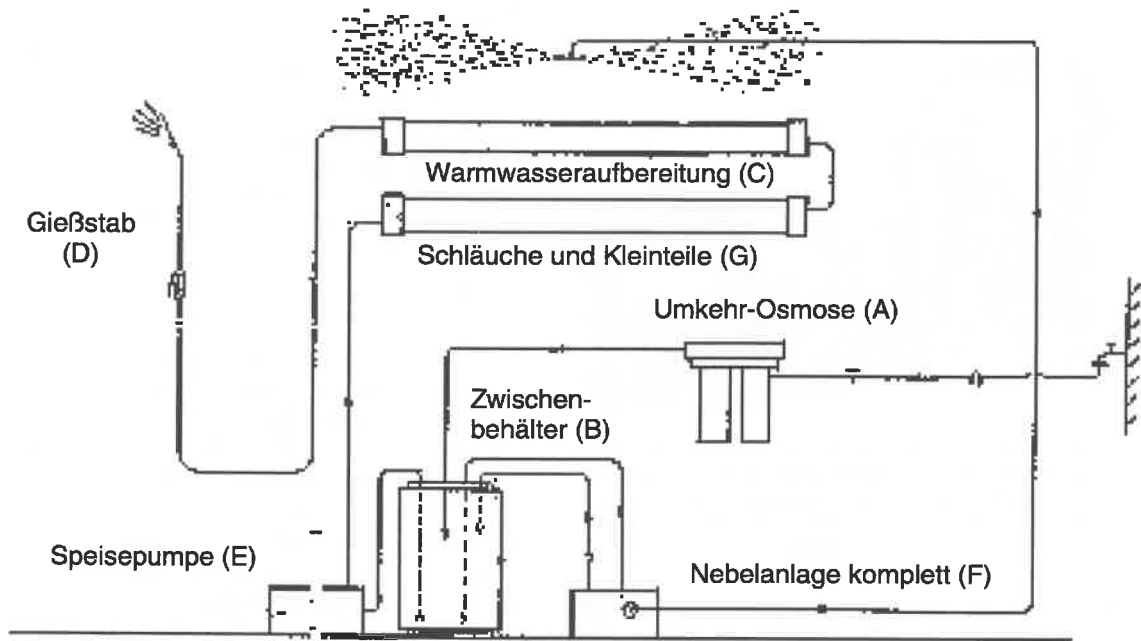 Warmwasseraufbereitung (C)
Gießstab
(D)
Schläuche und Kleinteile (G)
Umkehr-Osmose (A)
Zwischen-
behälter (B)
Speisepumpe (E)
Nebelanlage komplett (F)